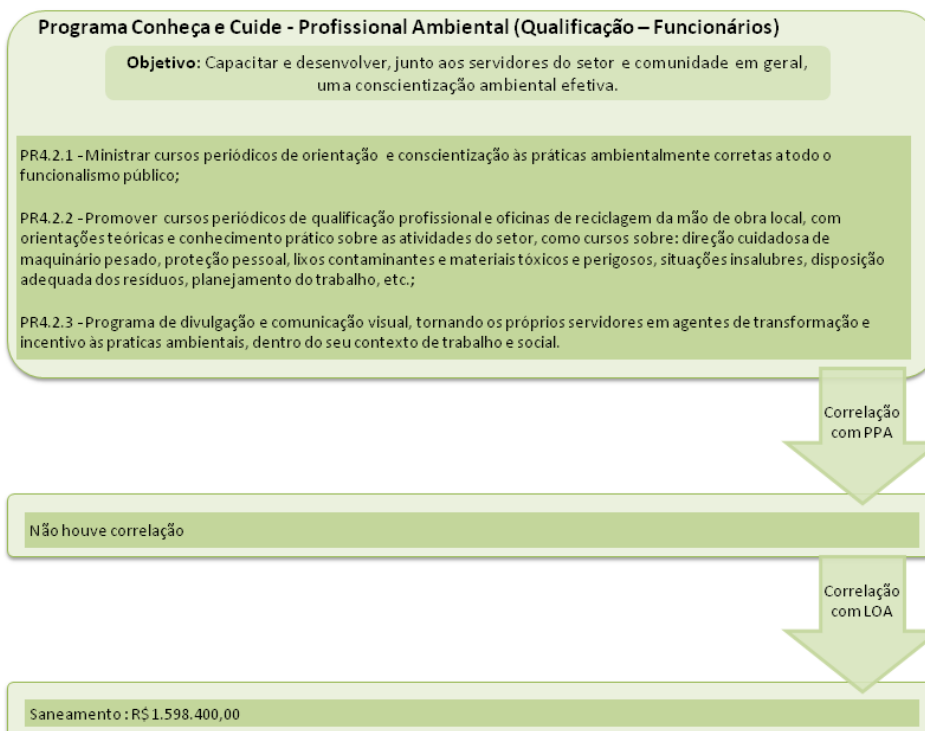 Programa Conheça e Cuide - Profissional Ambiental (Qualificação – Funcionários)
Objetivo: Capacitar e desenvolver, junto aos servidores do setor e comunidade em geral,
uma conscientização ambiental efetiva.
PR4.2.1 - Ministrar cursos periódicos de orientação e conscientização às práticas ambientalmente corretas a todo o
funcionalismo público;
PR4.2.2 - Promover cursos periódicos de qualificação profissional e oficinas de reciclagem da mão de obra local, com
orientações teóricas e conhecimento prático sobre as atividades do setor, como cursos sobre: direção cuidadosa de
maquinário pesado, proteção pessoal, lixos contaminantes e materiais tóxicos e perigosos, situações insalubres, disposição
adequada dos resíduos, planejamento do trabalho, etc.;
PR4.2.3 - Programa de divulgação e comunicação visual, tornando os próprios servidores em agentes de transformação e
incentivo às praticas ambientais, dentro do seu contexto de trabalho e social.
Correlação
com PPA
Não houve correlação
Correlação
com LOA
Saneamento : R$ 1.598.400,00